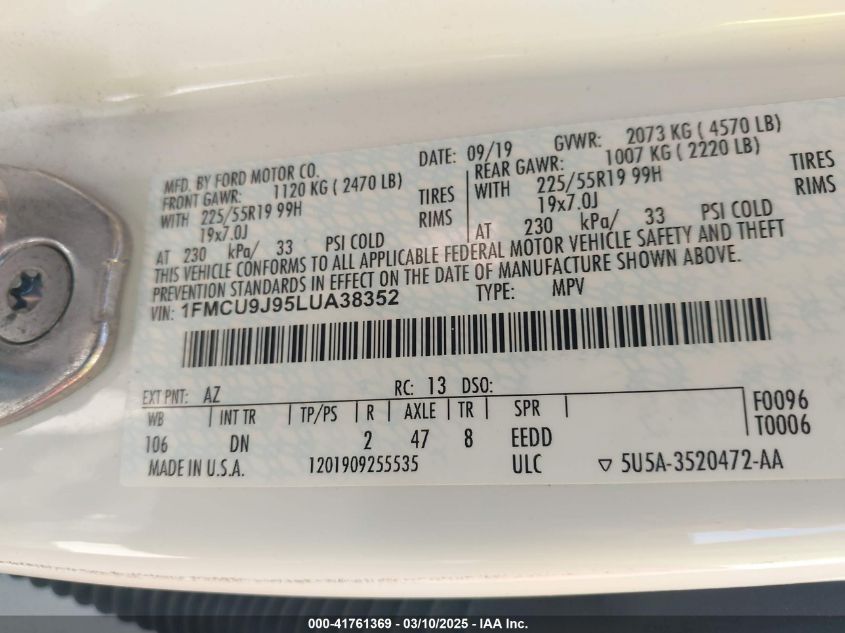 MFD. BY FORD MOTOR CO. DATE: 09/19 GVWR: 2073 KG ( 4570 LB)
FRONT GAWR: 1120 KG ( 2470 LB) REAR GAWR: 1007 KG ( 2220 LB)
WITH 225/55R19 99H TIRES WITH 225/55R19 99H TIRES
19x7.0J RIMS 19x7.0J RIMS
AT 230 kPa/ 33 PSI COLD AT 230 kPa/ 33 PSI COLD
THIS VEHICLE CONFORMS TO ALL APPLICABLE FEDERAL MOTOR VEHICLE SAFETY AND THEFT
PREVENTION STANDARDS IN EFFECT ON THE DATE OF MANUFACTURE SHOWN ABOVE.
VIN: 1FMCU9J95LUA38352 TYPE: MPV
EXT PNT: AZ RC: 13 DSO:
WB INT TR TP/PS R AXLE TR SPR F0096
106 DN 2 47 8 EEDD T0006
MADE IN U.S.A. 1201909255535 ULC ▽ 5U5A-3520472-AA
000-41761369 - 03/10/2025 - IAA Inc.